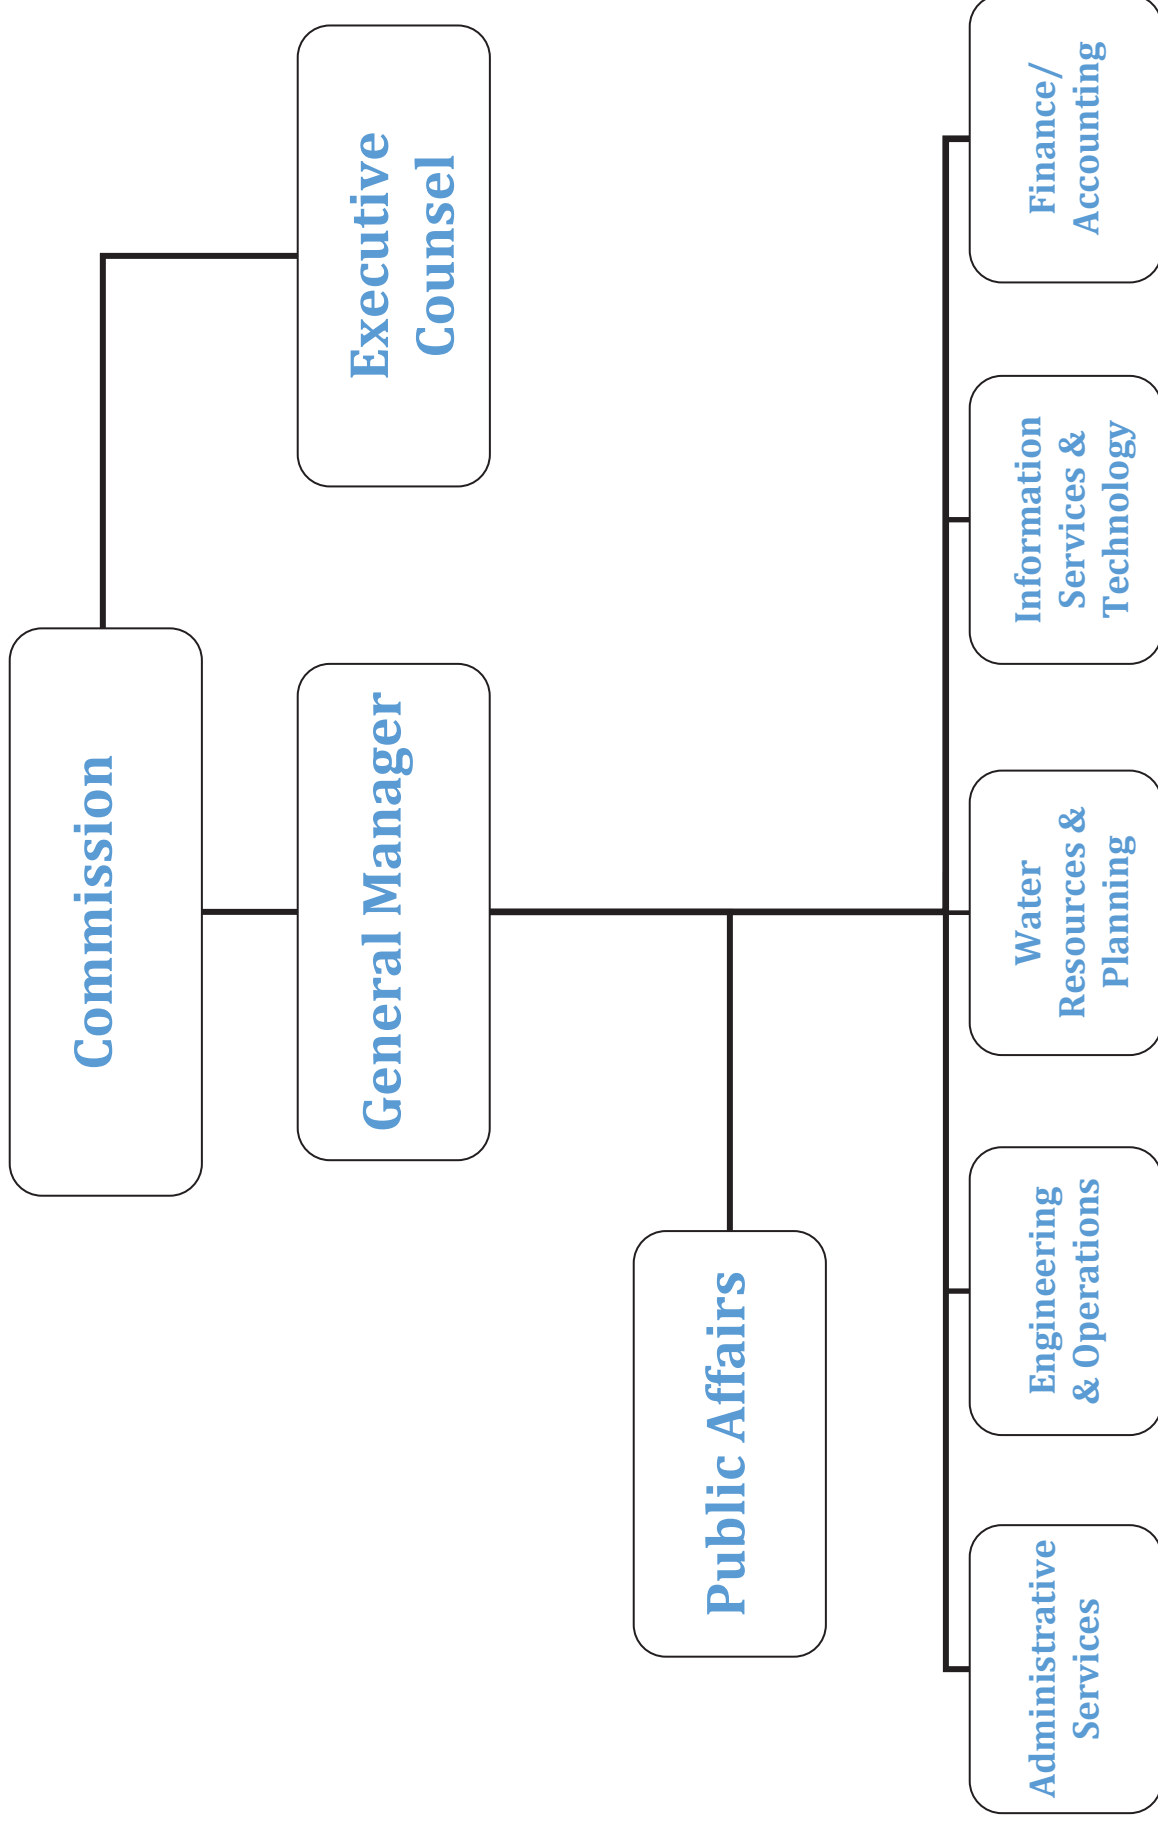 Commission
General Manager
Executive
Counsel
Public Affairs
Administrative
Services
Engineering
& Operations
Water
Resources &
Planning
Information
Services &
Technology
Finance/
Accounting